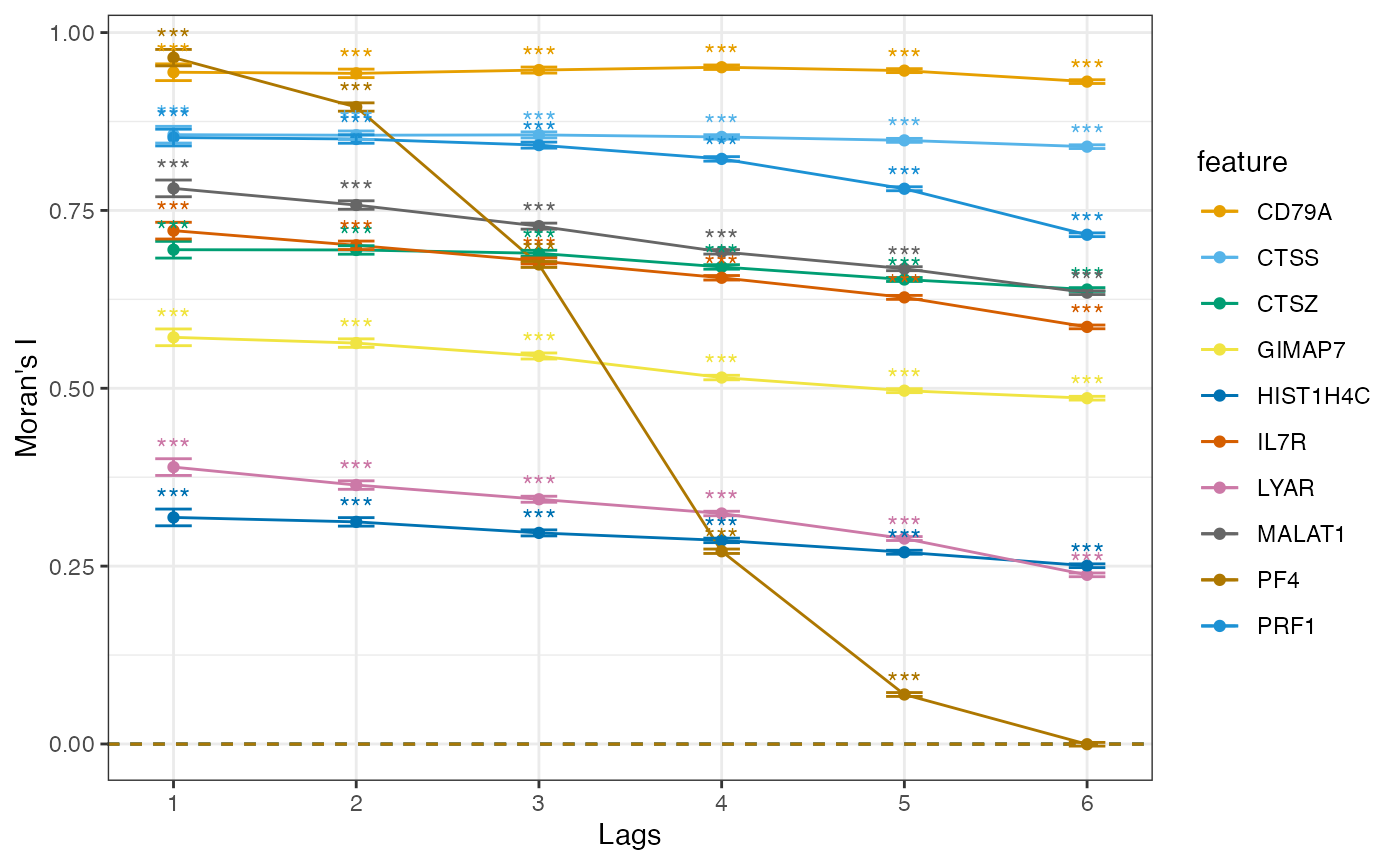 1.00
0.75
0.50
0.25
0.00
Moran's I
1
2
3
4
5
6
Lags
feature
CD79A
CTSS
CTSZ
GIMAP7
HIST1H4C
IL7R
LYAR
MALAT1
PF4
PRF1